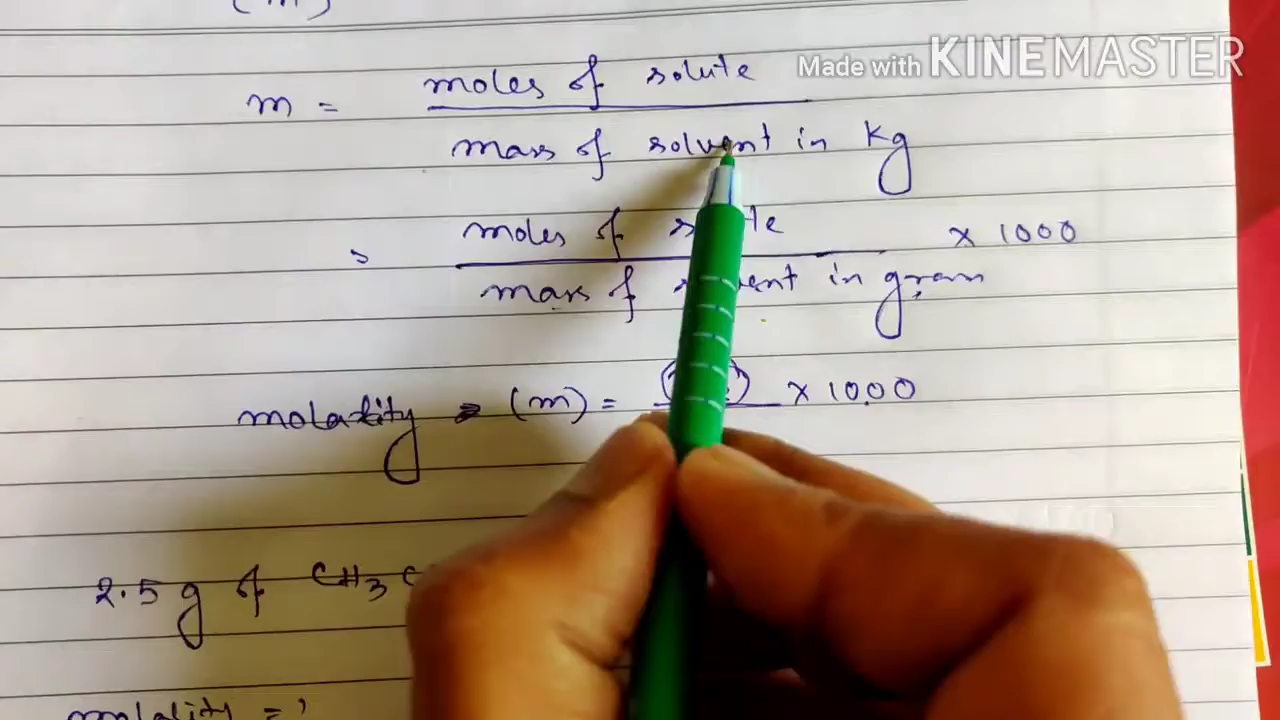 (m)
Made with KINEMASTER
m = moles of solute
mass of solvent in Kg
= moles of × 1000
mass of in gram
molality (m) = × 1000
2.5 g of CH3
molality = ?